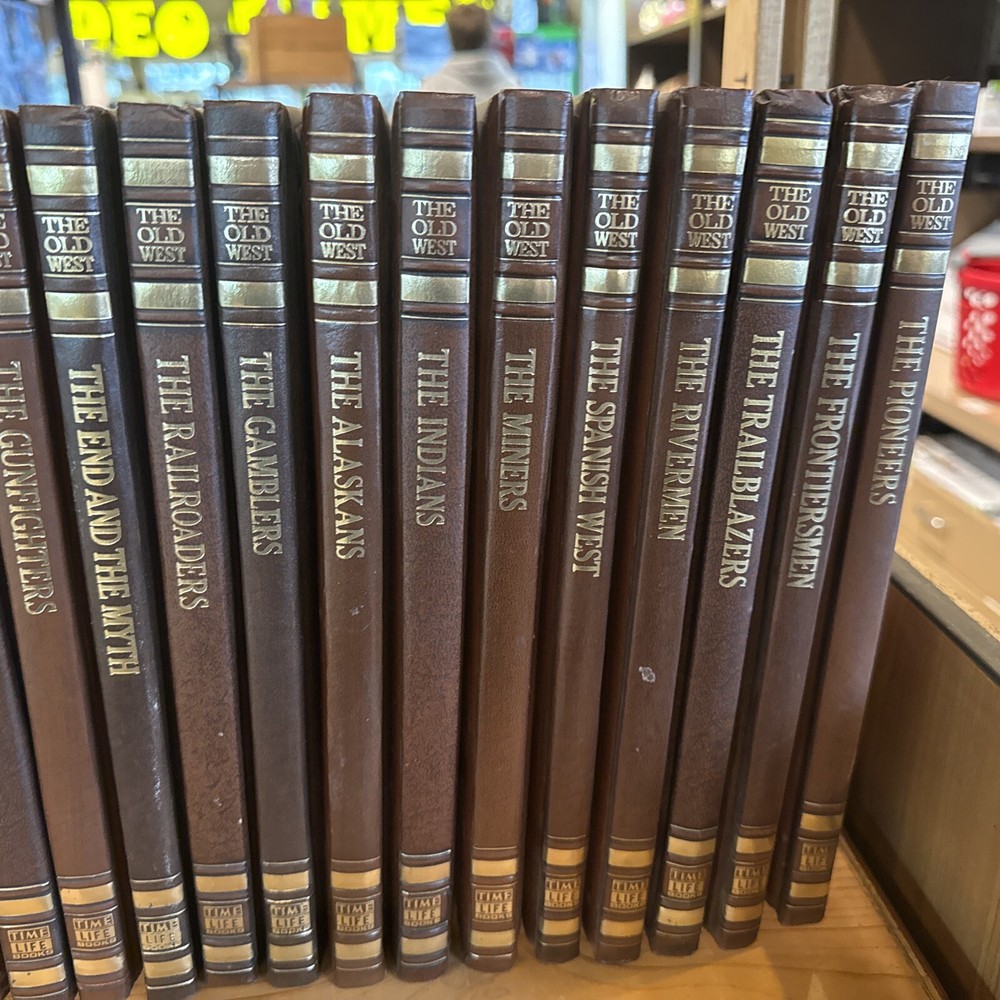 DEO
TIME
LIFE
BOOKS
THE GUNFIGHTERS
TIME
LIFE
BOOKS
THE
OLD
WEST
THE END AND THE MYTH
TIME
LIFE
BOOKS
THE
OLD
WEST
THE RAILROADERS
TIME
LIFE
BOOKS
THE
OLD
WEST
THE GAMBLERS
TIME
LIFE
BOOKS
THE
OLD
WEST
THE ALASKANS
TIME
LIFE
BOOKS
THE
OLD
WEST
THE INDIANS
TIME
LIFE
BOOKS
THE
OLD
WEST
THE MINERS
TIME
LIFE
BOOKS
THE
OLD
WEST
THE SPANISH WEST
TIME
LIFE
BOOKS
THE
OLD
WEST
THE RIVERMEN
TIME
LIFE
BOOKS
THE
OLD
WEST
THE TRAILBLAZERS
TIME
LIFE
BOOKS
THE
OLD
WEST
THE FRONTIERSMEN
TIME
LIFE
BOOKS
THE
OLD
WEST
THE PIONEERS
TIME
LIFE
BOOKS